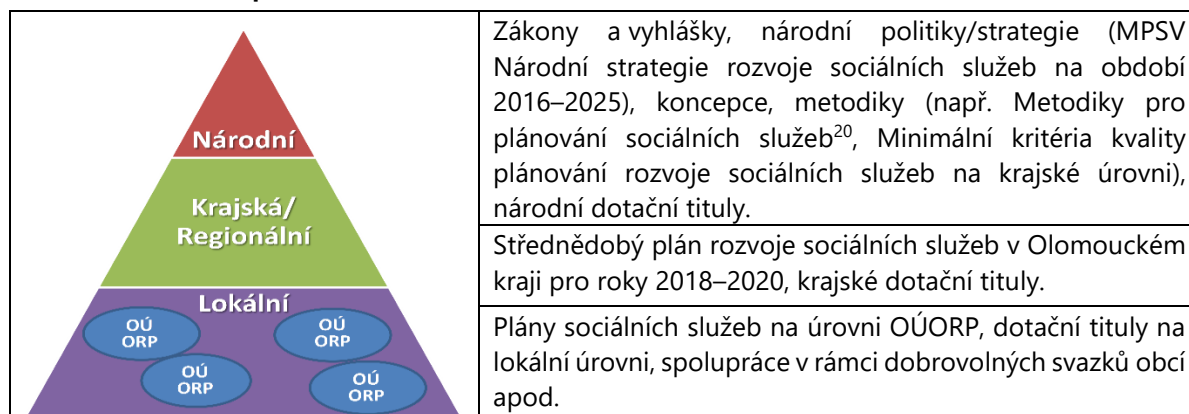 Národní
Krajská/
Regionální
Lokální
OÚ
ORP
OÚ
ORP
OÚ
ORP
OÚ
ORP
Zákony a vyhlášky, národní politiky/strategie (MPSV
Národní strategie rozvoje sociálních služeb na období
2016–2025), koncepce, metodiky (např. Metodiky pro
plánování sociálních služeb20, Minimální kritéria kvality
plánování rozvoje sociálních služeb na krajské úrovni),
národní dotační tituly.
Střednědobý plán rozvoje sociálních služeb v Olomouckém
kraji pro roky 2018–2020, krajské dotační tituly.
Plány sociálních služeb na úrovni OÚORP, dotační tituly na
lokální úrovni, spolupráce v rámci dobrovolných svazků obcí
apod.